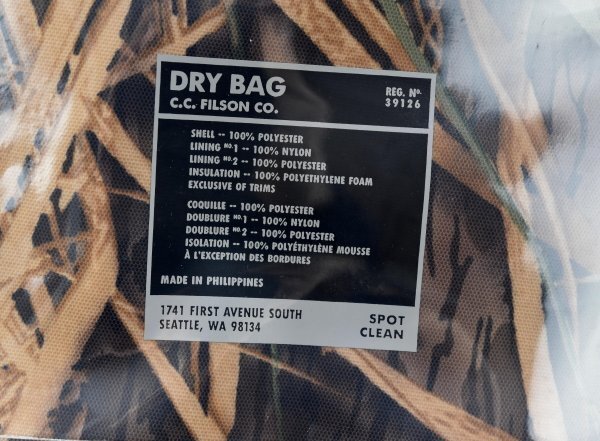 DRY BAG
C.C. FILSON CO.
REG. Nº.
39126
SHELL -- 100% POLYESTER
LINING NO. 1 -- 100% NYLON
LINING NO. 2 -- 100% POLYESTER
INSULATION -- 100% POLYETHYLENE FOAM
EXCLUSIVE OF TRIMS
COQUILLE -- 100% POLYESTER
DOUBLURE NO. 1 -- 100% NYLON
DOUBLURE NO. 2 -- 100% POLYESTER
ISOLATION -- 100% POLYÉTHYLÈNE MOUSSE
À L'EXCEPTION DES BORDURES
MADE IN PHILIPPINES
1741 FIRST AVENUE SOUTH
SEATTLE, WA 98134
SPOT
CLEAN